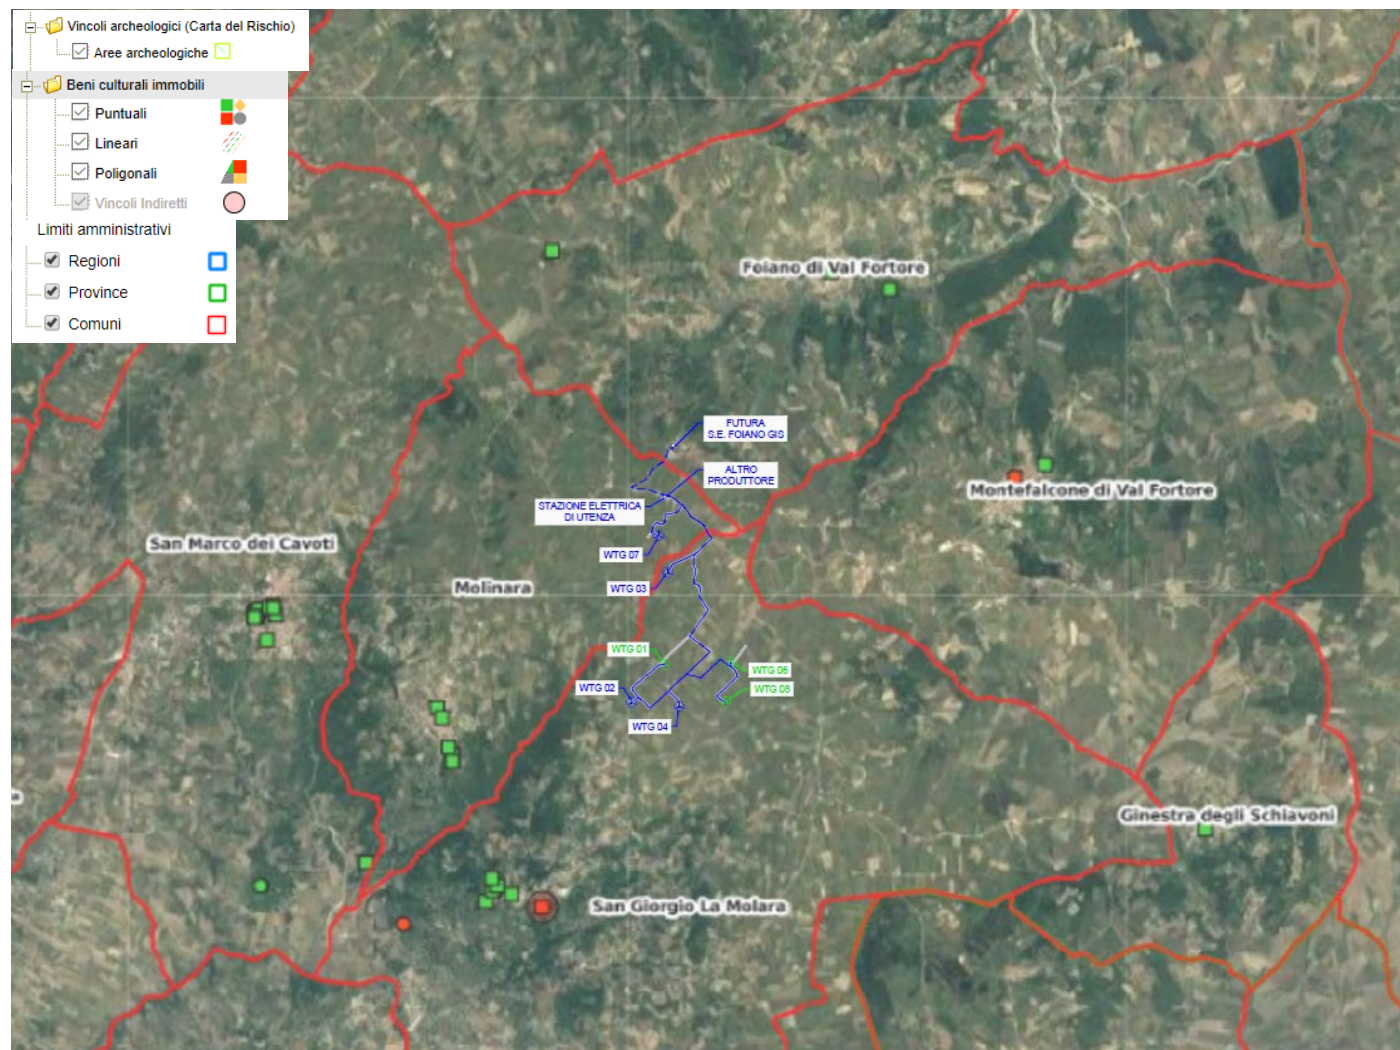 Vincoli archeologici (Carta del Rischio)
Aree archeologiche
Beni culturali immobili
Puntuali
Lineari
Poligonali
Vincoli Indiretti
Limiti amministrativi
Regioni
Province
Comuni
Foiano di Val Fortore
FUTURA
S.E. FOIANO GIS
ALTRO
PRODUTTORE
Montefalcone di Val Fortore
STAZIONE ELETTRICA
DI UTENZA
San Marco dei Cavoti
WTG 07
Molinara
WTG 03
WTG 01
WTG 06
WTG 02
WTG 08
WTG 04
a
Ginestra degli Schiavoni
San Giorgio La Molara